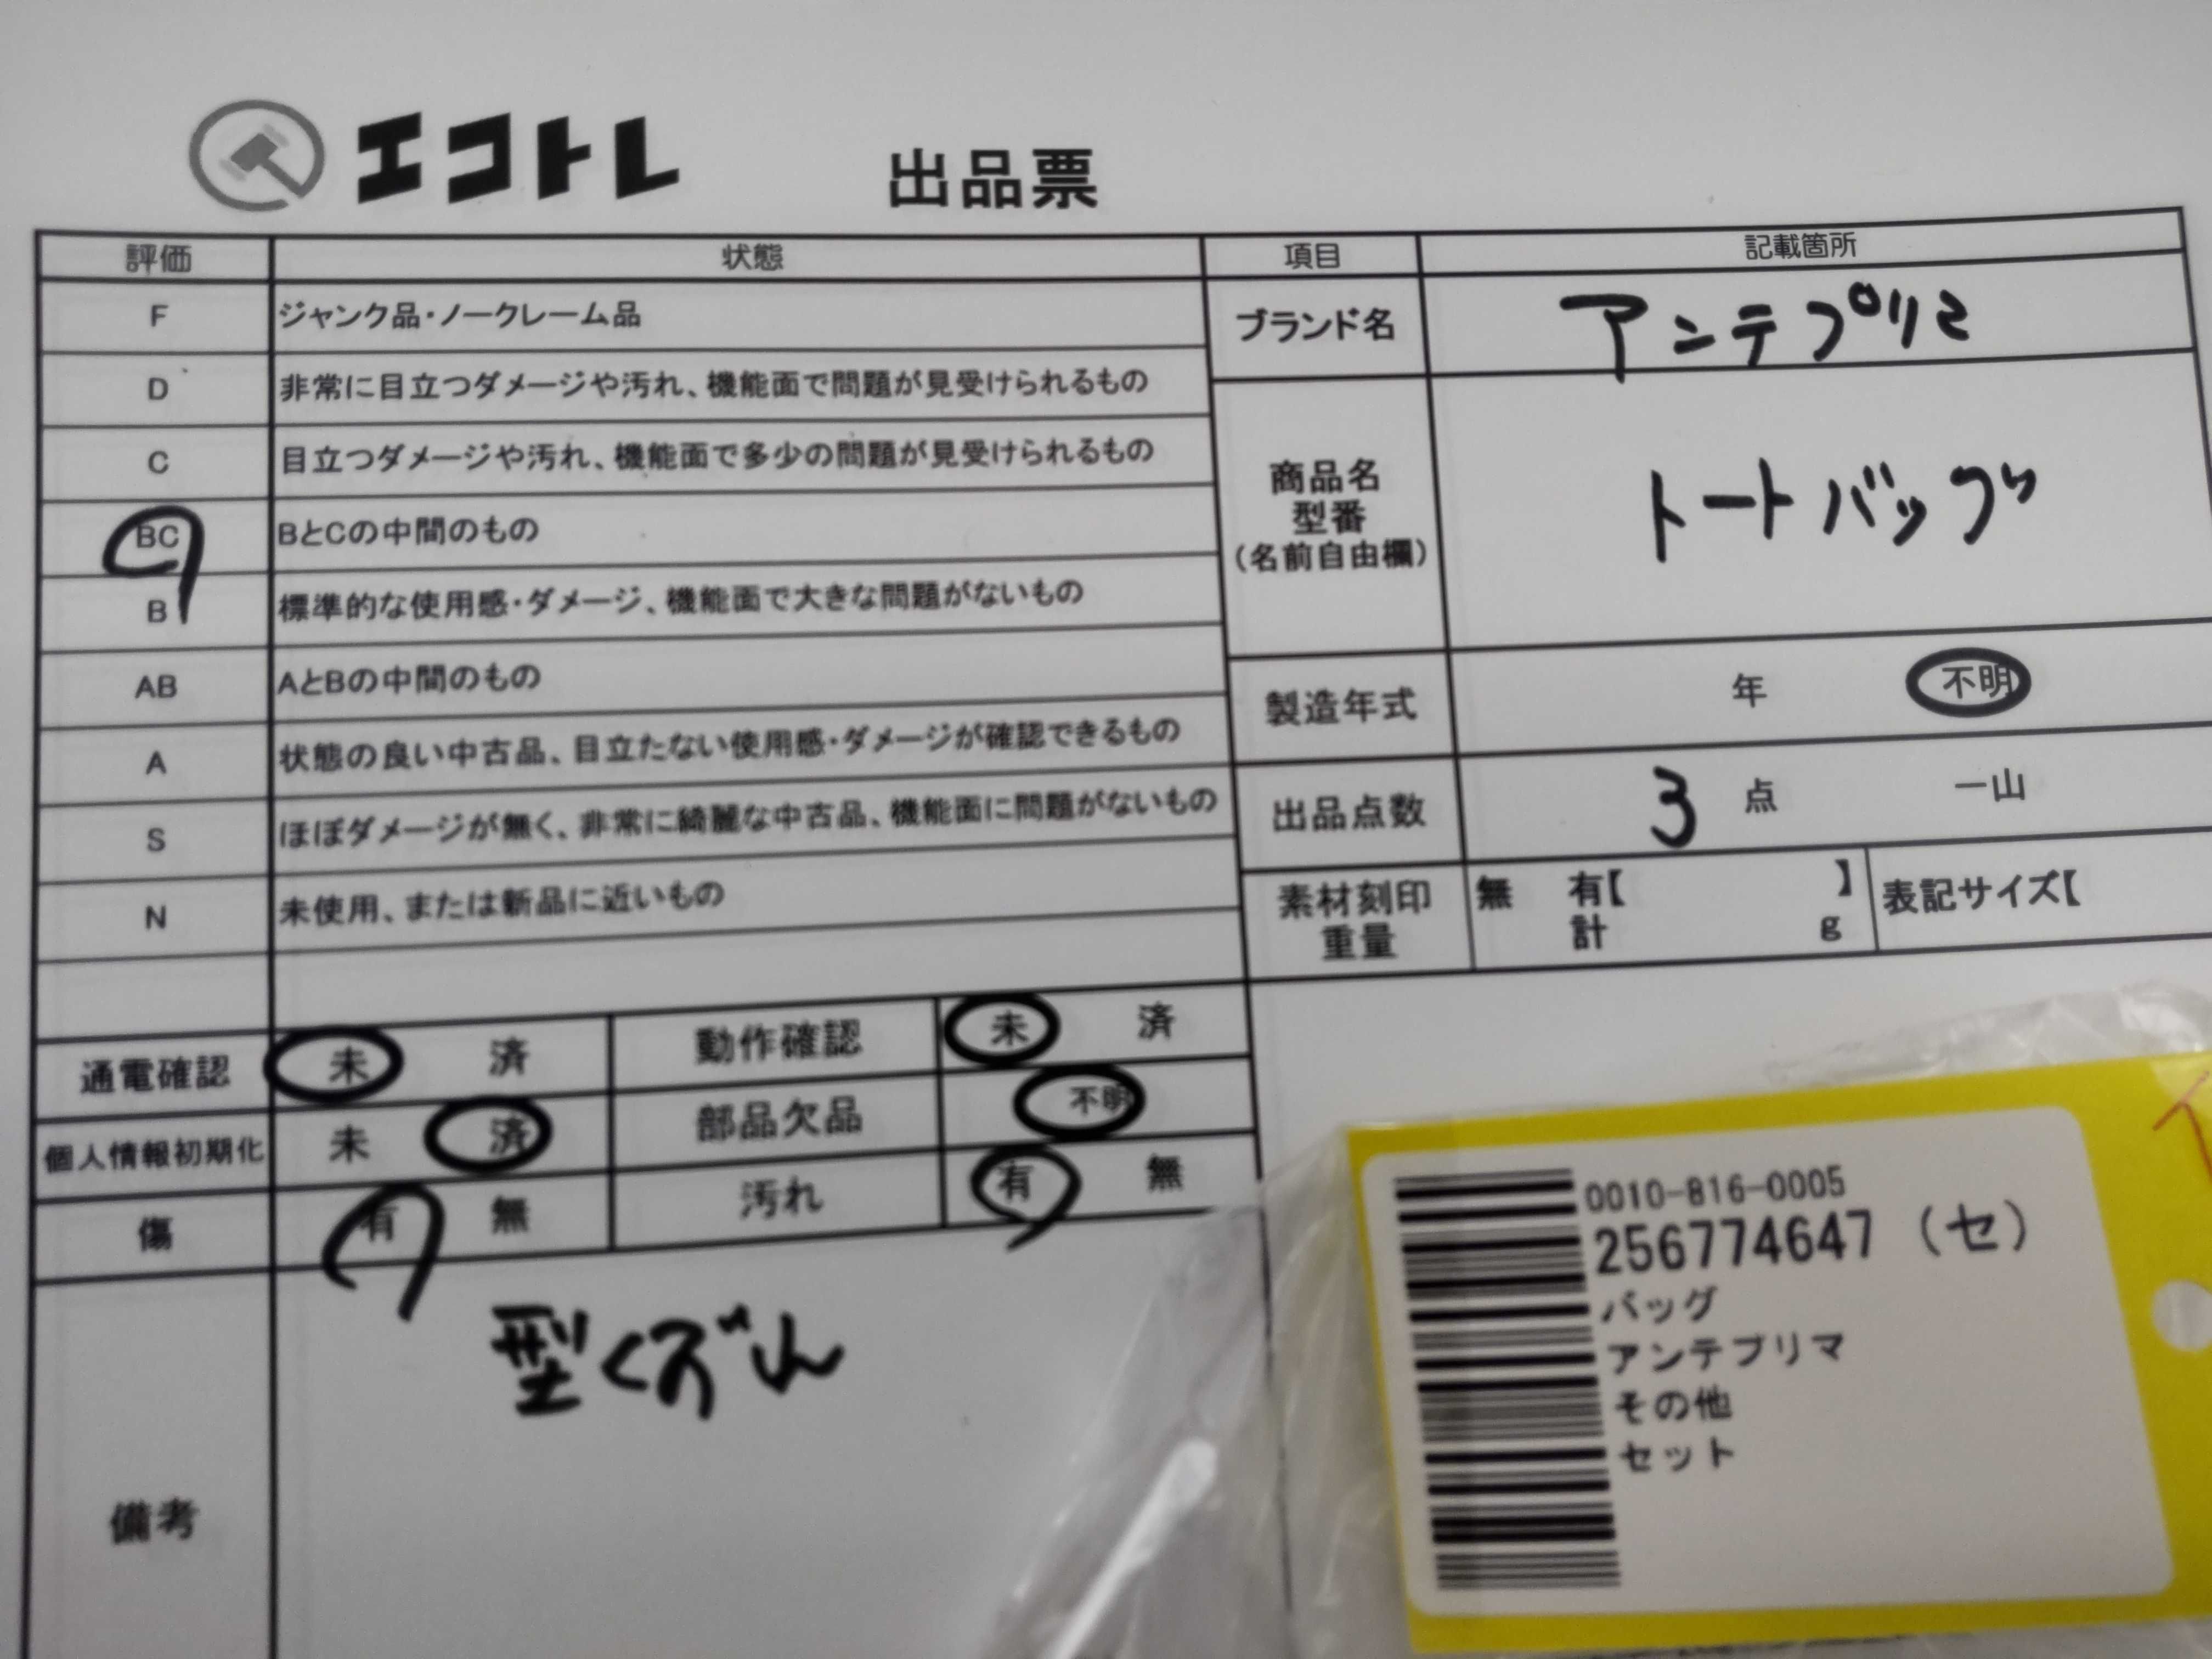 エコトレ 出品票
評価 状態 項目 記載箇所
F ジャンク品・ノークレーム品
D 非常に目立つダメージや汚れ、機能面で問題が見受けられるもの
C 目立つダメージや汚れ、機能面で多少の問題が見受けられるもの
BC BとCの中間のもの
B 標準的な使用感・ダメージ、機能面で大きな問題がないもの
AB AとBの中間のもの
A 状態の良い中古品、目立たない使用感・ダメージが確認できるもの
S ほぼダメージが無く、非常に綺麗な中古品、機能面に問題がないもの
N 未使用、または新品に近いもの
ブランド名 アンテプリマ
商品名
型番
(名前自由欄)
トートバッグ
製造年式 年 不明
出品点数 3 点 一山
素材刻印 無 有【 】 表記サイズ【
重量 計 g
通電確認 未 済 動作確認 未 済
個人情報初期化 未 済 部品欠品 不明
傷 有 無 汚れ 有 無
備考 型くずれ
0010-816-0005
256774647 (セ)
バッグ
アンテプリマ
その他
セット